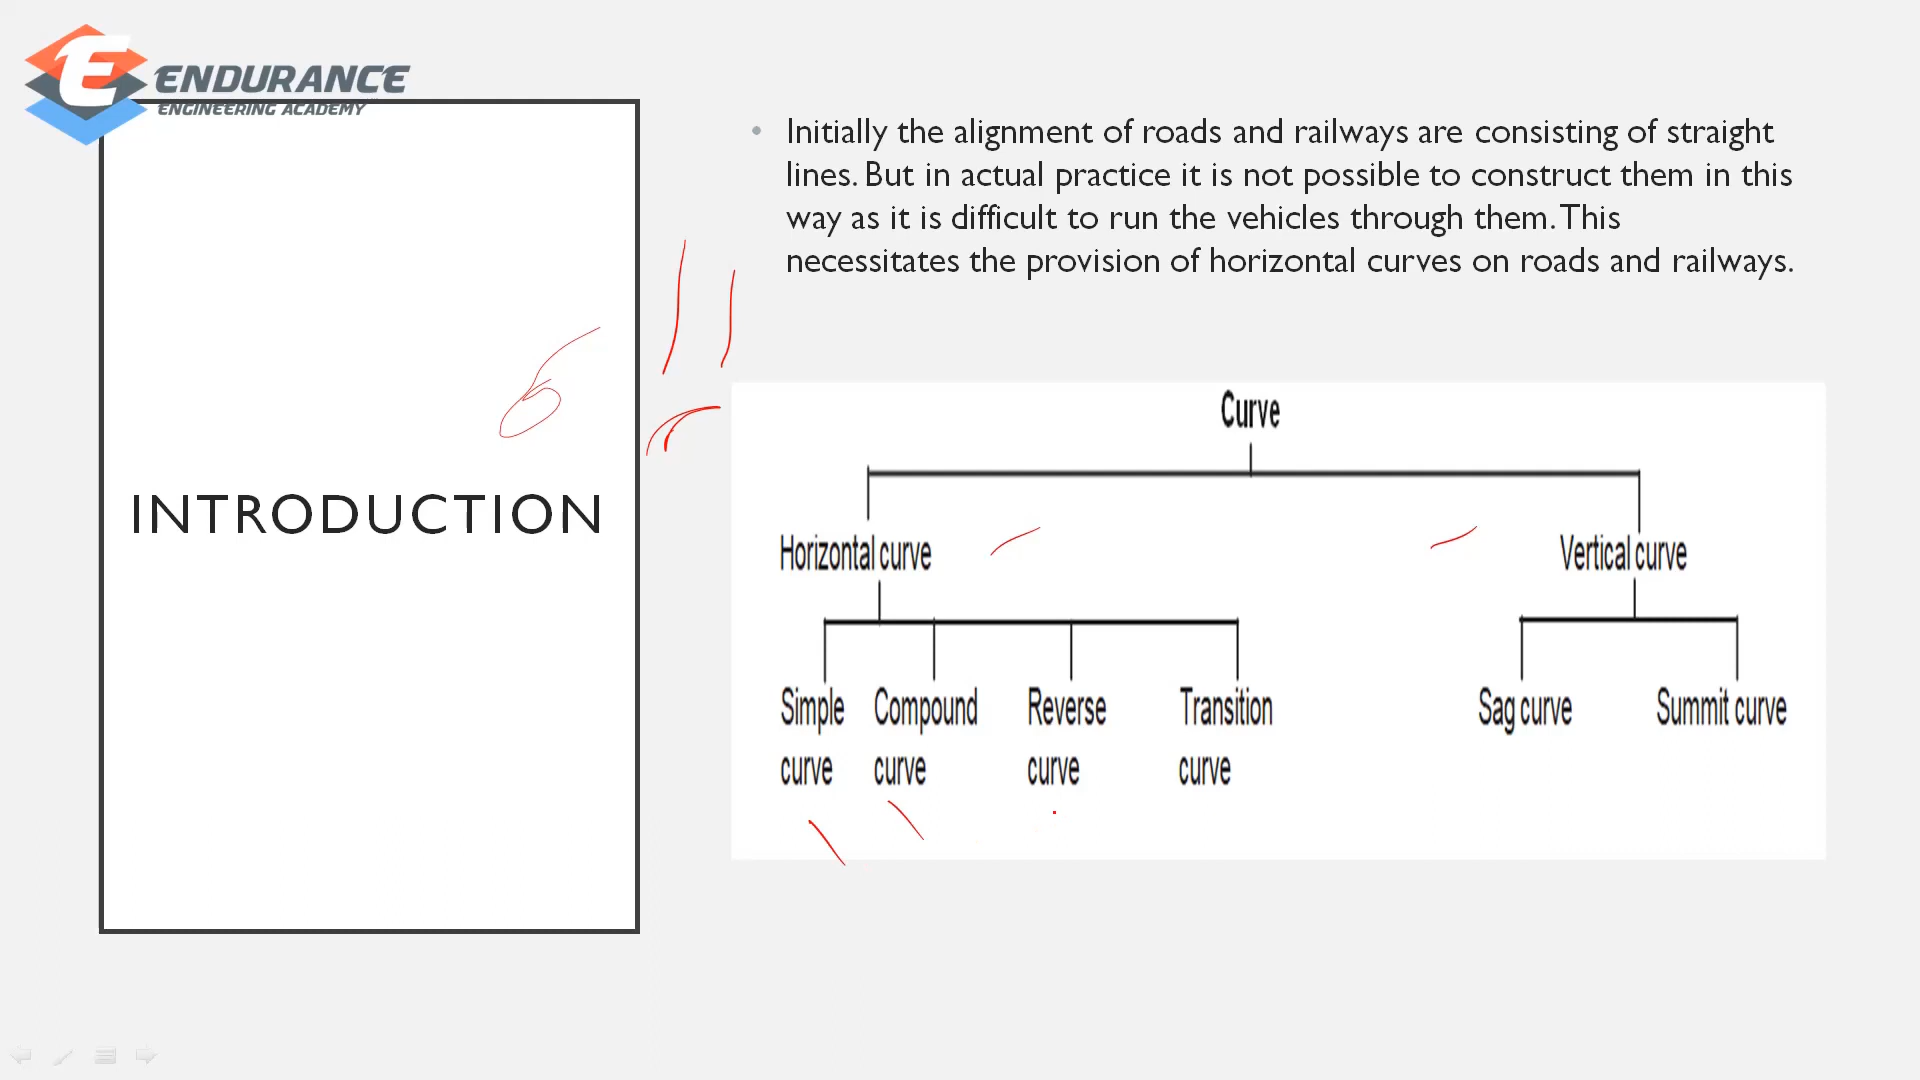 ENDURANCE
ENGINEERING ACADEMY
INTRODUCTION
• Initially the alignment of roads and railways are consisting of straight
lines. But in actual practice it is not possible to construct them in this
way as it is difficult to run the vehicles through them. This
necessitates the provision of horizontal curves on roads and railways.
Curve
Horizontal curve
Vertical curve
Simple
curve
Compound
curve
Reverse
curve
Transition
curve
Sag curve
Summit curve